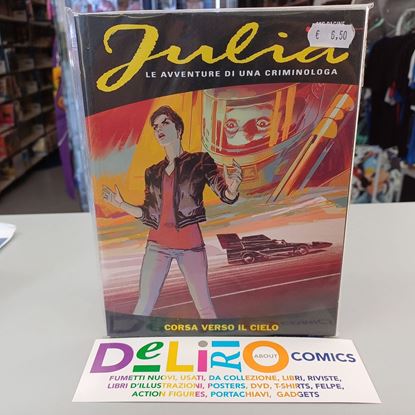 Julia
€ 6,50
LE AVVENTURE DI UNA CRIMINOLOGA
CORSA VERSO IL CIELO
DeLiRiO ABOUT COMICS
FUMETTI NUOVI, USATI, DA COLLEZIONE, LIBRI, RIVISTE,
LIBRI D'ILLUSTRAZIONI, POSTERS, DVD, T-SHIRTS, FELPE,
ACTION FIGURES, PORTACHIAVI, GADGETS